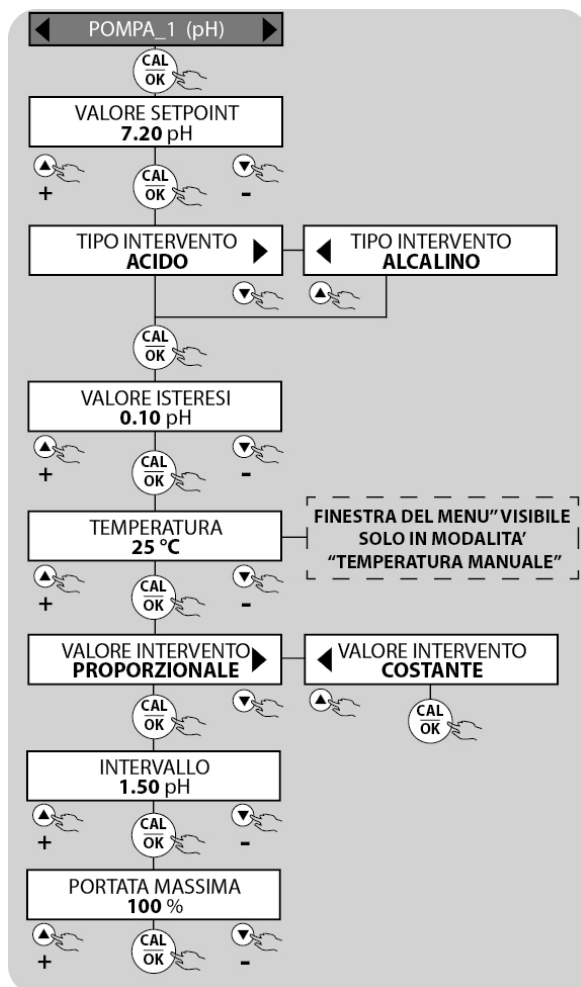 POMPA_1 (pH)
CAL
OK
VALORE SETPOINT
7.20 pH
+
CAL
OK
-
TIPO INTERVENTO
ACIDO
TIPO INTERVENTO
ALCALINO
CAL
OK
VALORE ISTERESI
0.10 pH
+
CAL
OK
-
TEMPERATURA
25 °C
FINESTRA DEL MENU" VISIBILE
SOLO IN MODALITA'
"TEMPERATURA MANUALE"
+
CAL
OK
-
VALORE INTERVENTO
PROPORZIONALE
VALORE INTERVENTO
COSTANTE
CAL
OK
CAL
OK
INTERVALLO
1.50 pH
+
CAL
OK
-
PORTATA MASSIMA
100 %
+
CAL
OK
-